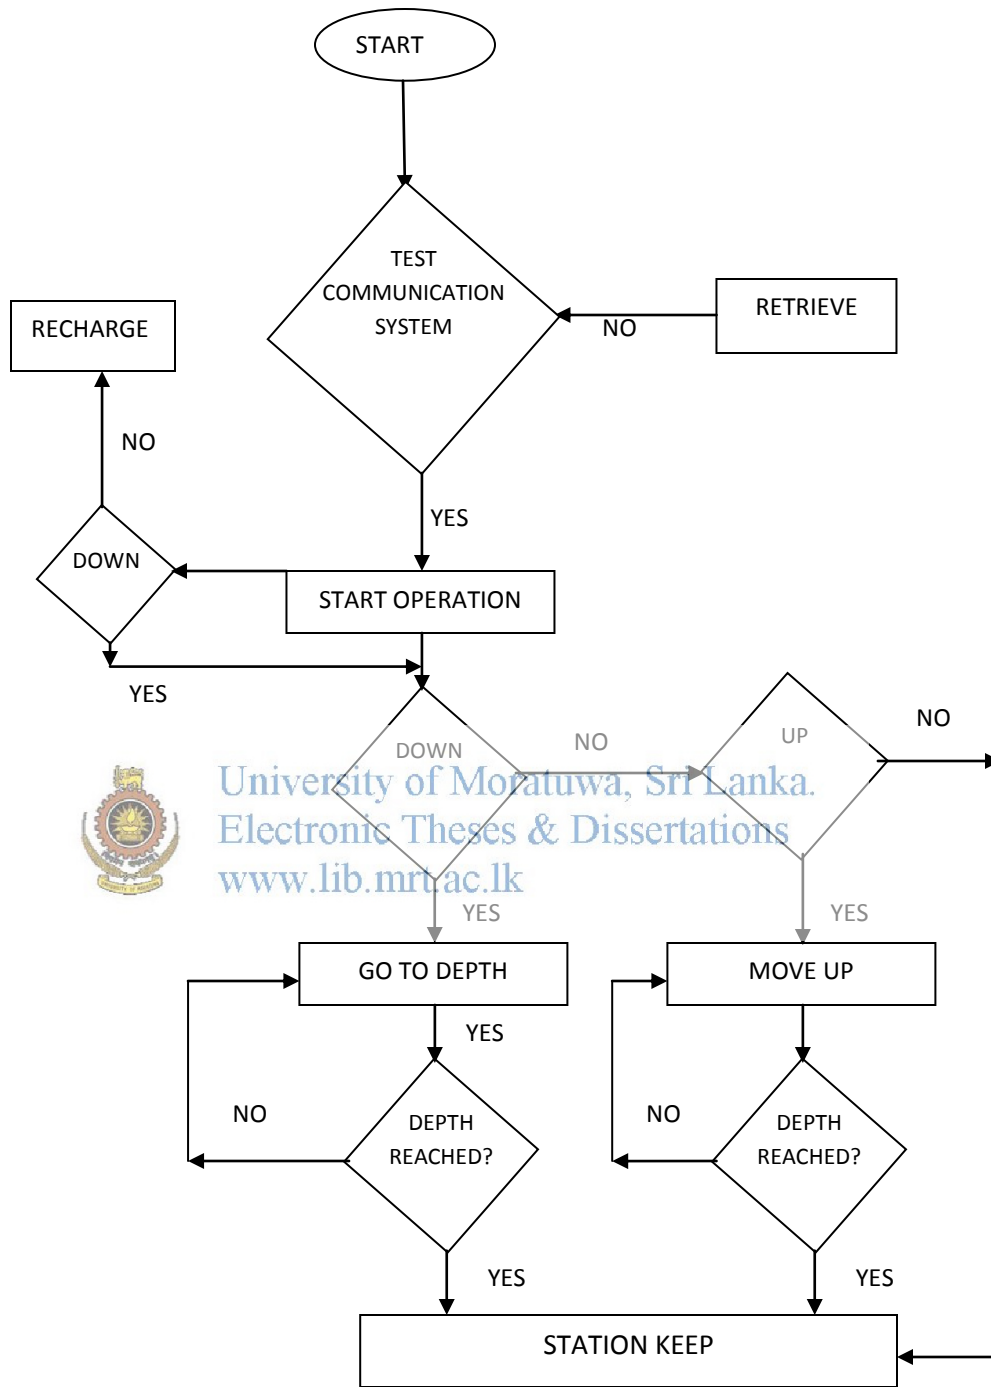 START
TEST
COMMUNICATION
SYSTEM
RETRIEVE
NO
RECHARGE
NO
YES
DOWN
START OPERATION
YES
DOWN
NO
UP
NO
University of Moratuwa, Sri Lanka.
Electronic Theses & Dissertations
www.lib.mrt.ac.lk
YES
YES
GO TO DEPTH
MOVE UP
YES
NO
DEPTH
REACHED?
NO
DEPTH
REACHED?
YES
YES
STATION KEEP